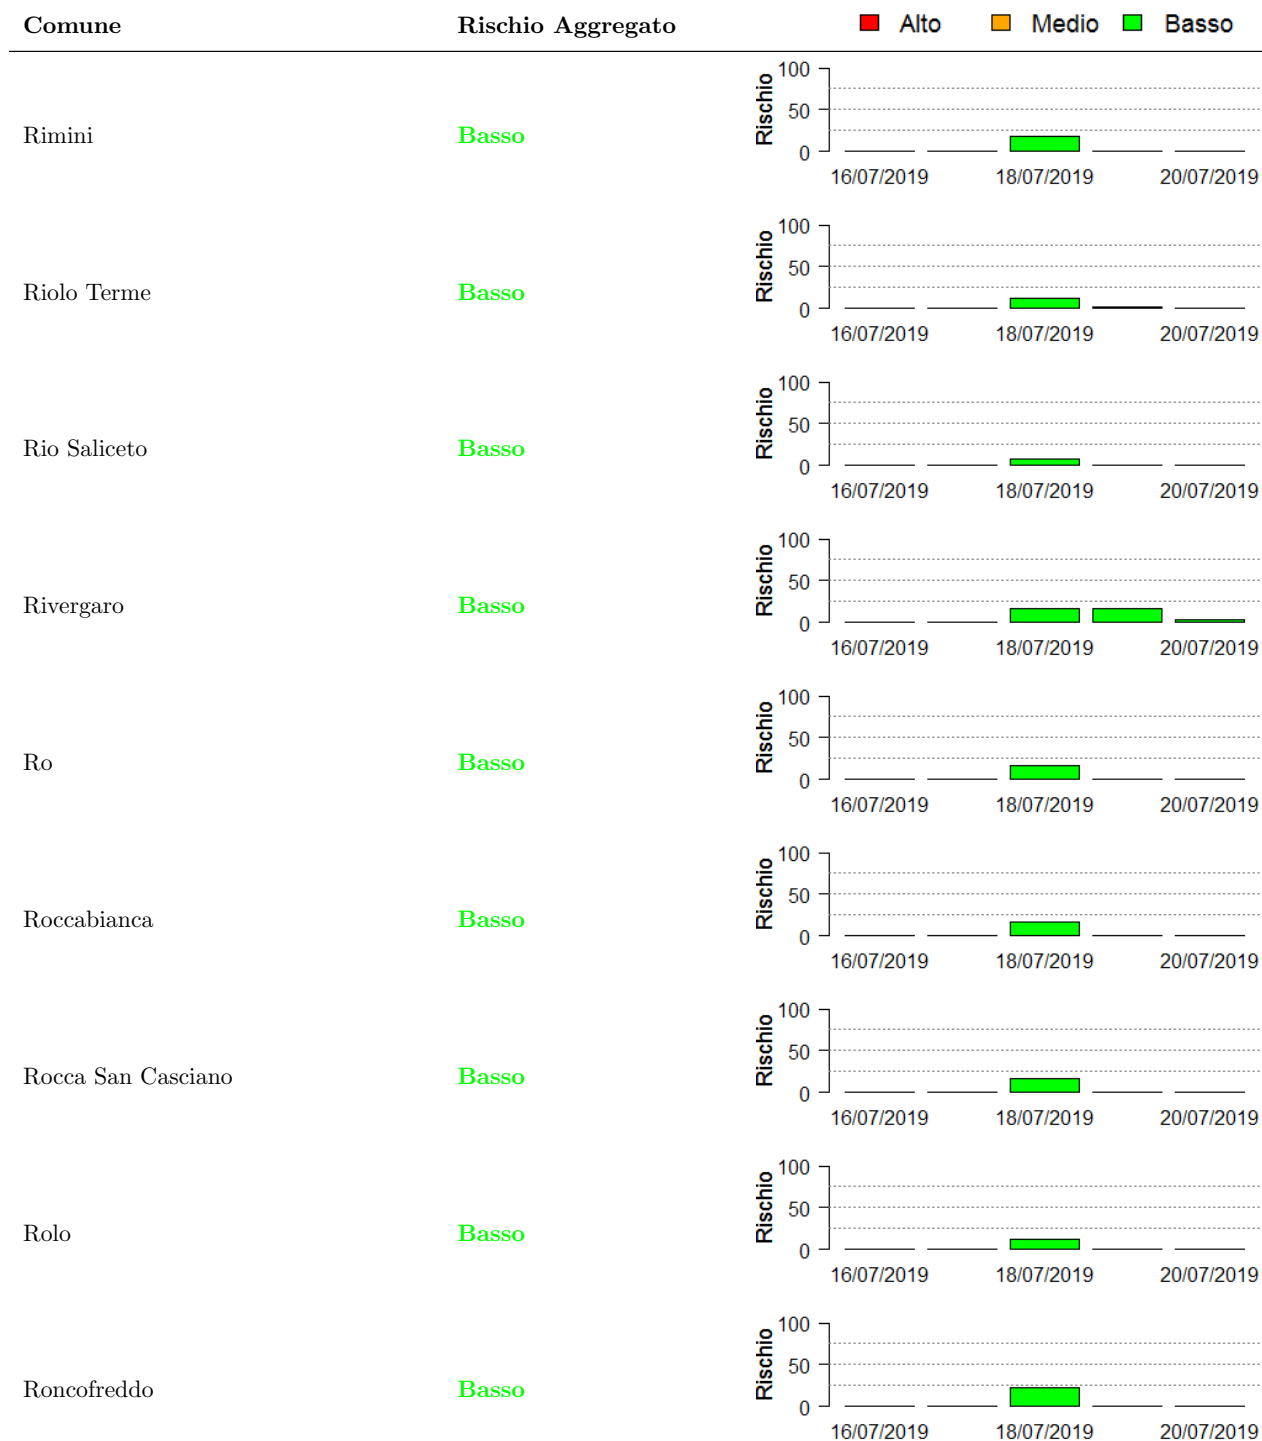 Comune Rischio Aggregato Alto Medio Basso
100
50
0
Rischio
Rimini Basso
16/07/2019 18/07/2019 20/07/2019
100
50
0
Rischio
Riolo Terme Basso
16/07/2019 18/07/2019 20/07/2019
100
50
0
Rischio
Rio Saliceto Basso
16/07/2019 18/07/2019 20/07/2019
100
50
0
Rischio
Rivergaro Basso
16/07/2019 18/07/2019 20/07/2019
100
50
0
Rischio
Ro Basso
16/07/2019 18/07/2019 20/07/2019
100
50
0
Rischio
Roccabianca Basso
16/07/2019 18/07/2019 20/07/2019
100
50
0
Rischio
Rocca San Casciano Basso
16/07/2019 18/07/2019 20/07/2019
100
50
0
Rischio
Rolo Basso
16/07/2019 18/07/2019 20/07/2019
100
50
0
Rischio
Roncofreddo Basso
16/07/2019 18/07/2019 20/07/2019